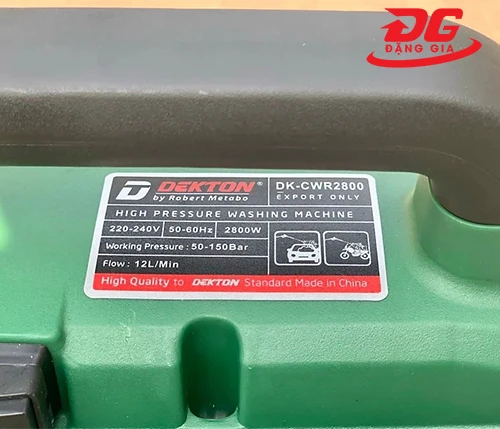 DG
ĐẶNG GIA
DEKTON®
by Robert Metabo
DK-CWR2800
EXPORT ONLY
HIGH PRESSURE WASHING MACHINE
220-240V 50-60Hz 2800W
Working Pressure : 50-150Bar
Flow : 12L/Min
High Quality to DEKTON Standard Made in China